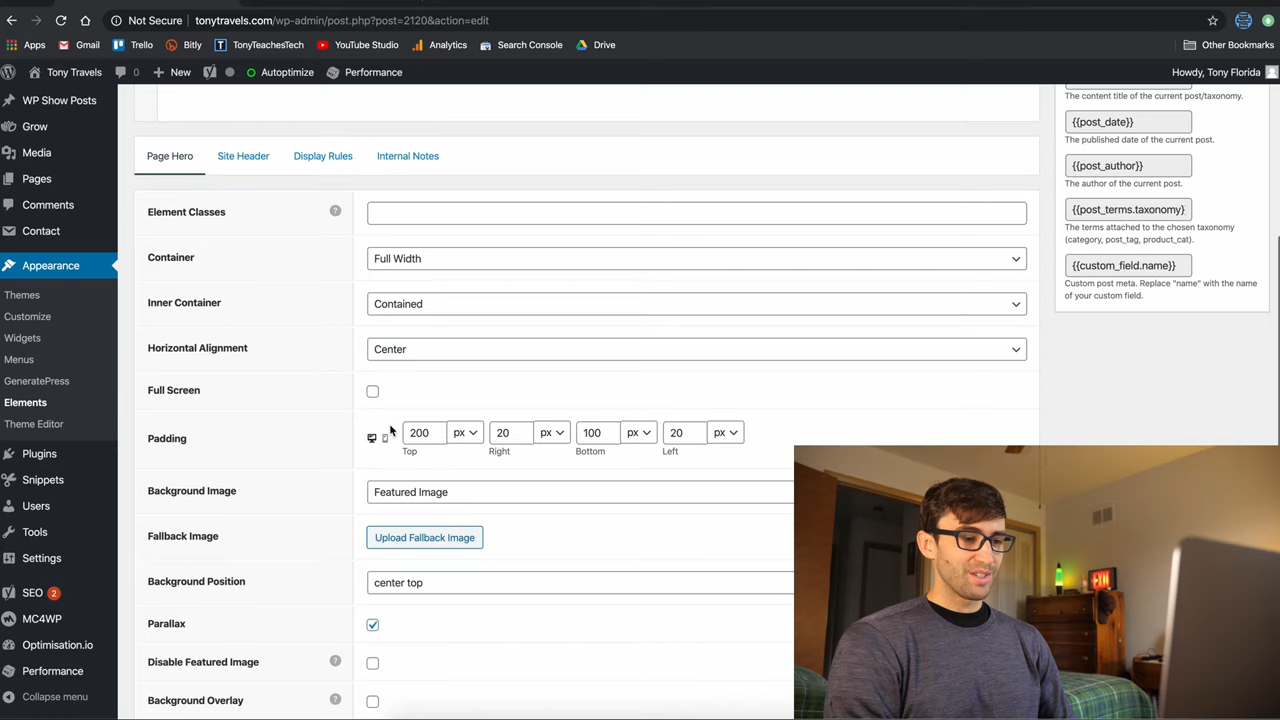 Not Secure tonytravels.com/wp-admin/post.php?post=2120&action=edit
Apps Gmail Trello Bitly TonyTeachesTech YouTube Studio Analytics Search Console Drive Other Bookmarks
Tony Travels 0 New Autoptimize Performance Howdy, Tony Florida
WP Show Posts
Grow
Media
Pages
Comments
Contact
Appearance
Themes
Customize
Widgets
Menus
GeneratePress
Elements
Theme Editor
Plugins
Snippets
Users
Tools
Settings
SEO 2
MC4WP
Optimisation.io
Performance
Collapse menu
Page Hero Site Header Display Rules Internal Notes
Element Classes ?
Container Full Width
Inner Container Contained
Horizontal Alignment Center
Full Screen
Padding 200 px 20 px 100 px 20 px
Top Right Bottom Left
Background Image Featured Image
Fallback Image Upload Fallback Image
Background Position center top
Parallax
Disable Featured Image ?
Background Overlay ?
The content title of the current post/taxonomy.
{{post_date}}
The published date of the current post.
{{post_author}}
The author of the current post.
{{post_terms.taxonomy}
The terms attached to the chosen taxonomy
(category, post_tag, product_cat).
{{custom_field.name}}
Custom post meta. Replace "name" with the name
of your custom field.